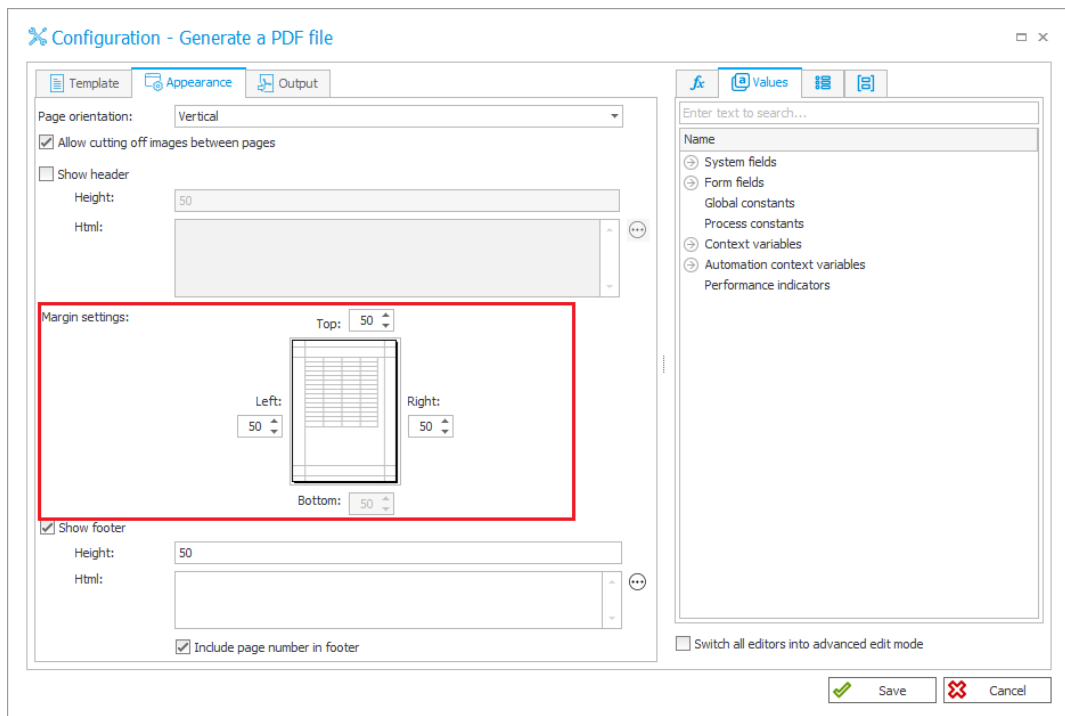 Configuration - Generate a PDF file
Template Appearance Output
Page orientation: Vertical
Allow cutting off images between pages
Show header
Height: 50
Html:
Margin settings:
Top: 50
Left: Right:
50 50
Bottom: 50
Show footer
Height: 50
Html:
Include page number in footer
fx Values
Enter text to search...
Name
System fields
Form fields
Global constants
Process constants
Context variables
Automation context variables
Performance indicators
Switch all editors into advanced edit mode
Save Cancel